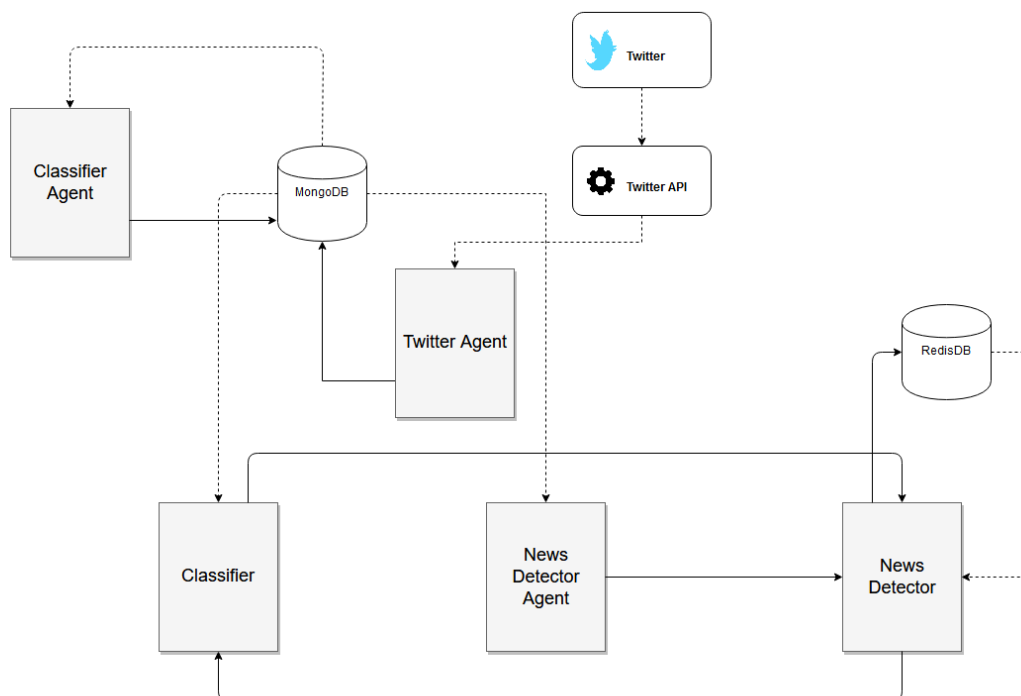 Twitter
Classifier
Agent
MongoDB
Twitter API
Twitter Agent
RedisDB
Classifier
News
Detector
Agent
News
Detector